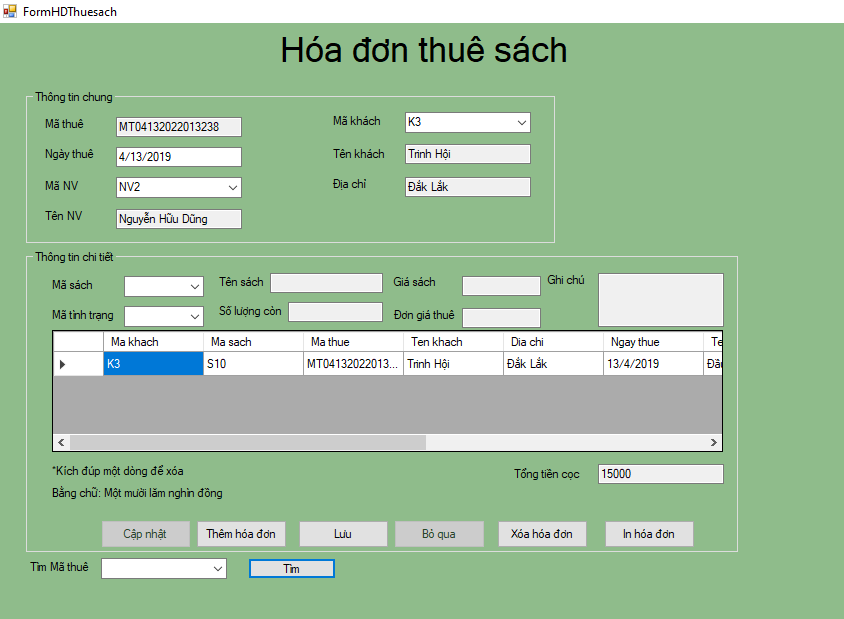 FormHDThuesach
Hóa đơn thuê sách
Thông tin chung
Mã thuê MT04132022013238 Mã khách K3
Ngày thuê 4/13/2019 Tên khách Trinh Hội
Mã NV NV2 Địa chỉ Đắk Lắk
Tên NV Nguyễn Hữu Dũng
Thông tin chi tiết
Mã sách Tên sách Giá sách Ghi chú
Mã tình trạng Số lượng còn Đơn giá thuê
Ma khach Ma sach Ma thue Ten khach Dia chi Ngay thue Te
K3 S10 MT04132022013... Trinh Hội Đắk Lắk 13/4/2019
*Kích đúp một dòng để xóa Tổng tiền cọc 15000
Bằng chữ: Một mười lăm nghìn đồng
Cập nhật Thêm hóa đơn Lưu Bỏ qua Xóa hóa đơn In hóa đơn
Tìm Mã thuê Tìm